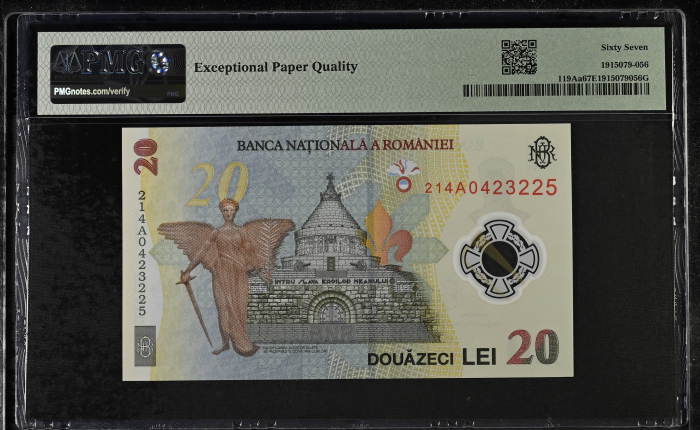 PMG
PMGnotes.com/verify
PMG
Exceptional Paper Quality
Sixty Seven
1915079-056
119Aa67E1915079056G
20
BANCA NAȚIONALĂ A ROMÂNIEI
20
214A0423225
214A0423225
INTRU SLAVA EROILOR NEAMULUI
DOUĂZECI LEI 20